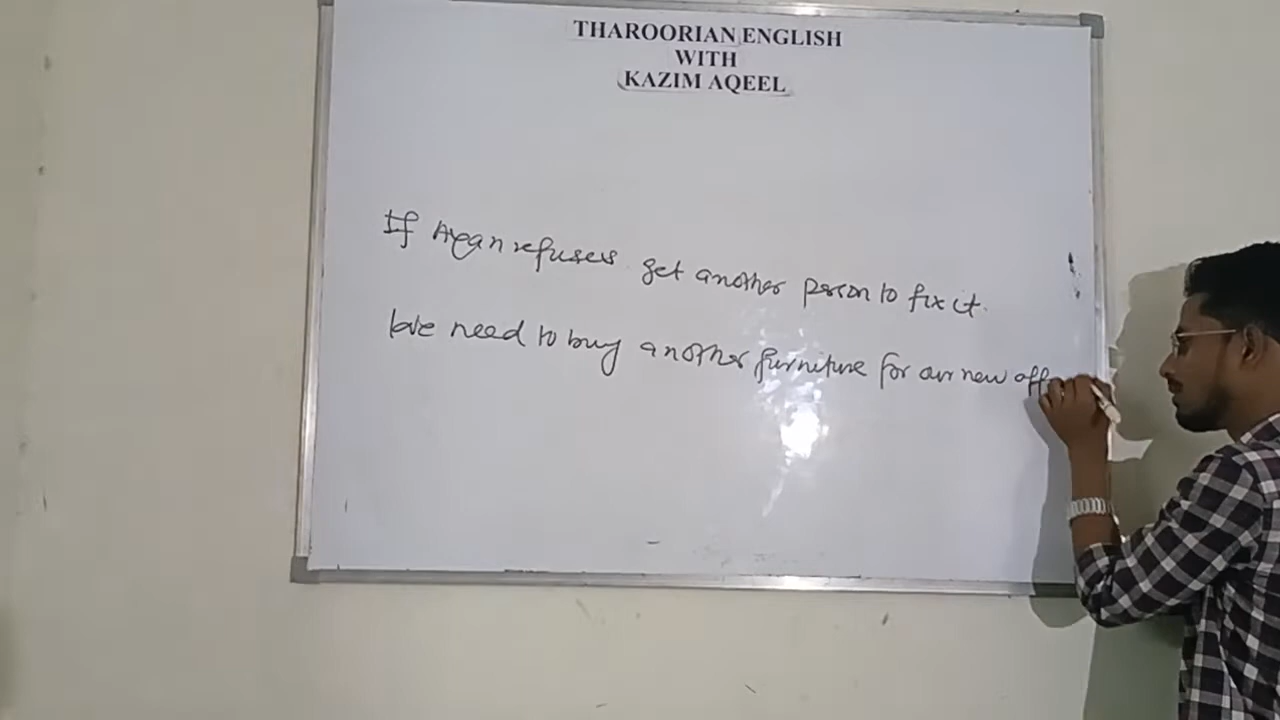 THAROORIAN ENGLISH
WITH
KAZIM AQEEL
If Ayan refuses get another person to fix it.
We need to buy another furniture for our new off